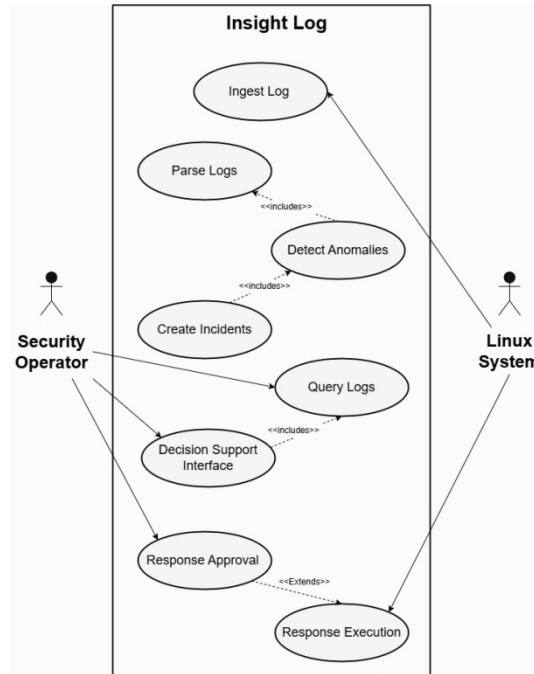 Insight Log
Ingest Log
Parse Logs
<<includes>>
Detect Anomalies
<<includes>>
Create Incidents
Security
Operator
Linux
System
Query Logs
<<includes>>
Decision Support
Interface
Response Approval
<<Extends>>
Response Execution